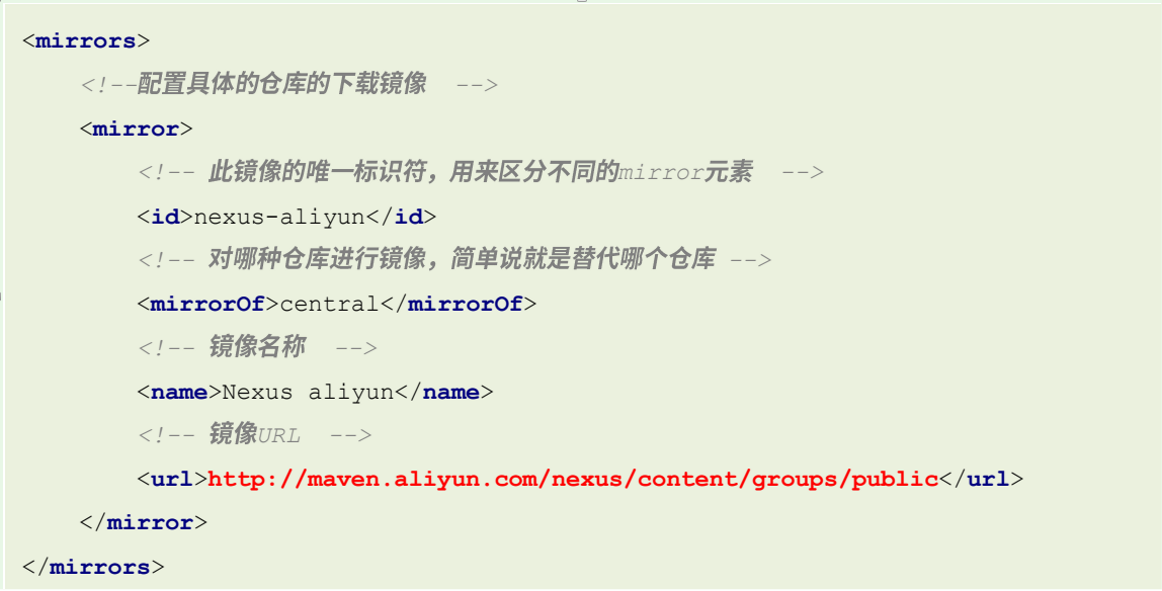 <mirrors>
<!--配置具体的仓库的下载镜像  -->
<mirror>
<!-- 此镜像的唯一标识符，用来区分不同的mirror元素  -->
<id>nexus-aliyun</id>
<!-- 对哪种仓库进行镜像，简单说就是替代哪个仓库 -->
<mirrorOf>central</mirrorOf>
<!-- 镜像名称  -->
<name>Nexus aliyun</name>
<!-- 镜像URL  -->
<url>http://maven.aliyun.com/nexus/content/groups/public</url>
</mirror>
</mirrors>